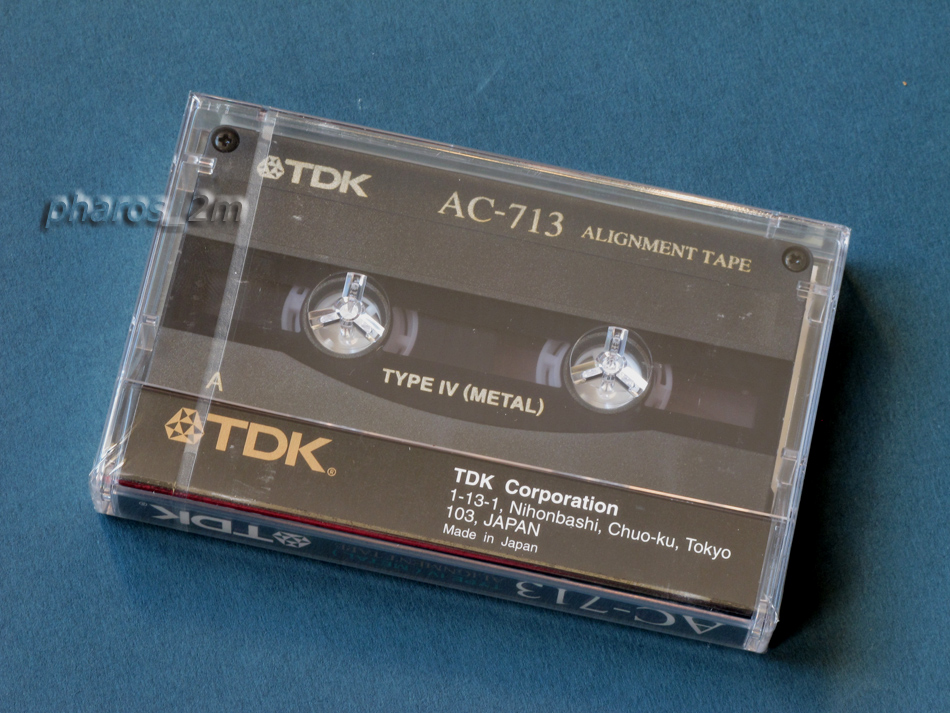 TDK
AC-713 ALIGNMENT TAPE
pharos_2m
TYPE IV (METAL)
A
TDK®
TDK Corporation
1-13-1, Nihonbashi, Chuo-ku, Tokyo
103, JAPAN
Made in Japan
TDK®
AC-713